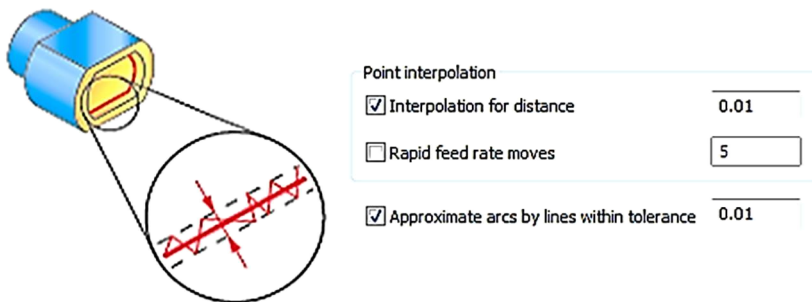 Point interpolation
Interpolation for distance 0.01
Rapid feed rate moves 5
Approximate arcs by lines within tolerance 0.01